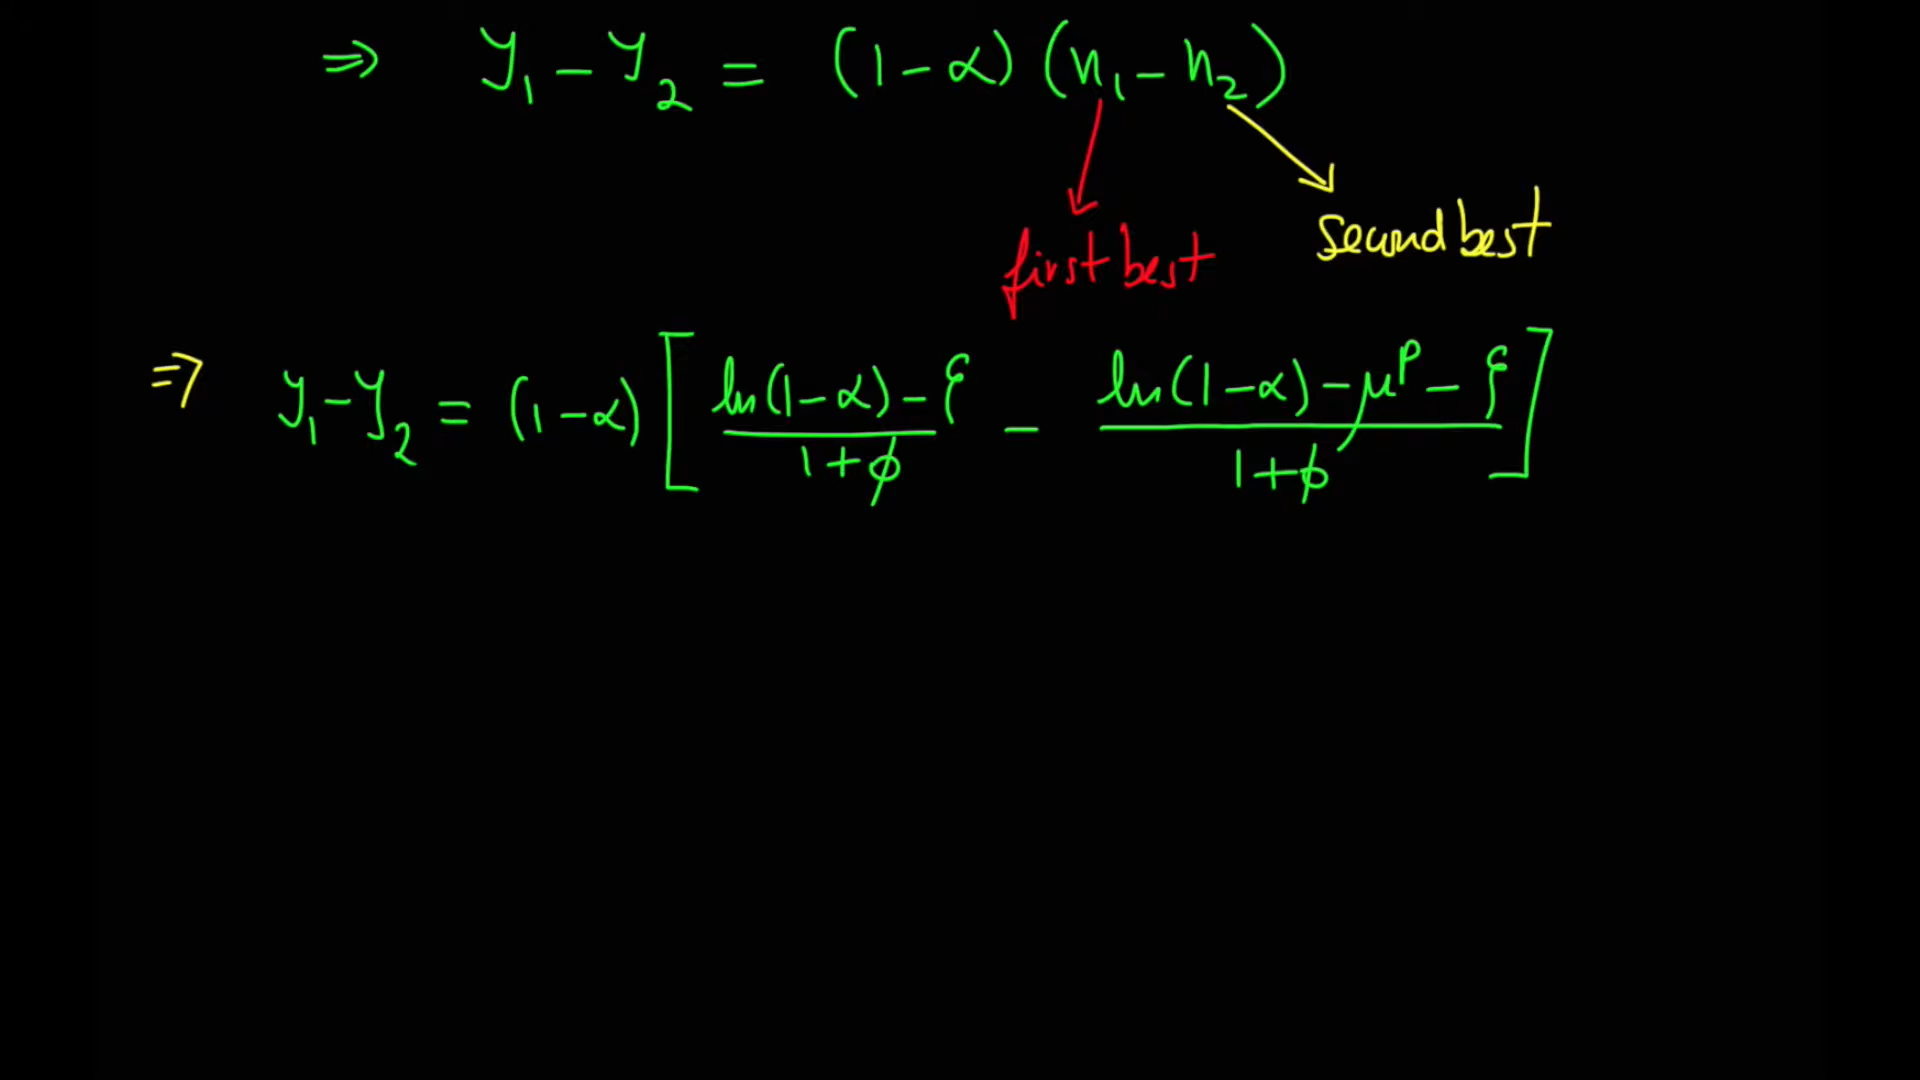 ⇒ y₁ − y₂ = (1−α)(n₁ − n₂)
first best
second best
⇒ y₁ − y₂ = (1−α) [ (ln(1−α) − ξ)/(1+ϕ) − (ln(1−α) − μᴾ − ξ)/(1+ϕ) ]